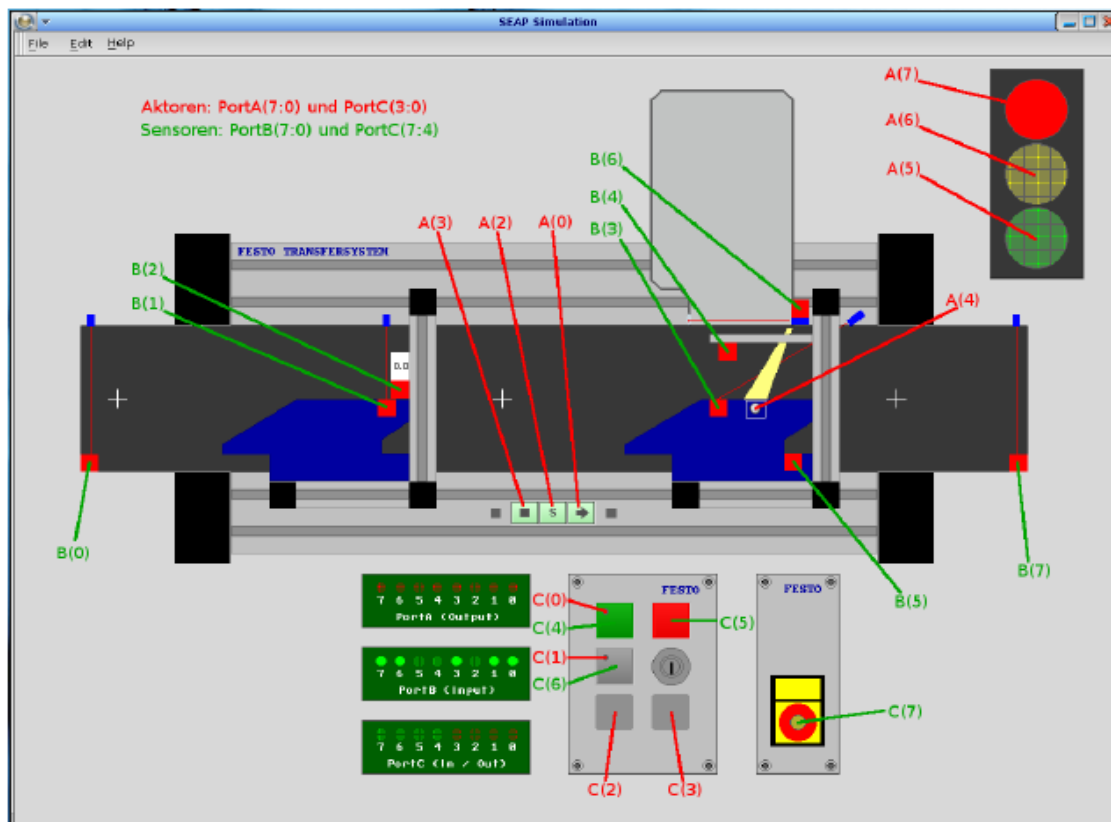 SEAP Simulation
File Edit Help
Aktoren: PortA(7:0) und PortC(3:0)
Sensoren: PortB(7:0) und PortC(7:4)
A(7)
A(6)
A(5)
B(6)
B(4)
B(3)
A(3) A(2) A(0)
FESTO TRANSFERSYSTEM
B(2)
B(1)
A(4)
0.0
S
B(0)
B(7)
B(5)
7 6 5 4 3 2 1 0
PortA (Output)
7 6 5 4 3 2 1 0
PortB (Input)
7 6 5 4 3 2 1 0
PortC (In / Out)
FESTO
C(0)
C(4)
C(5)
C(1)
C(6)
C(2) C(3)
FESTO
C(7)